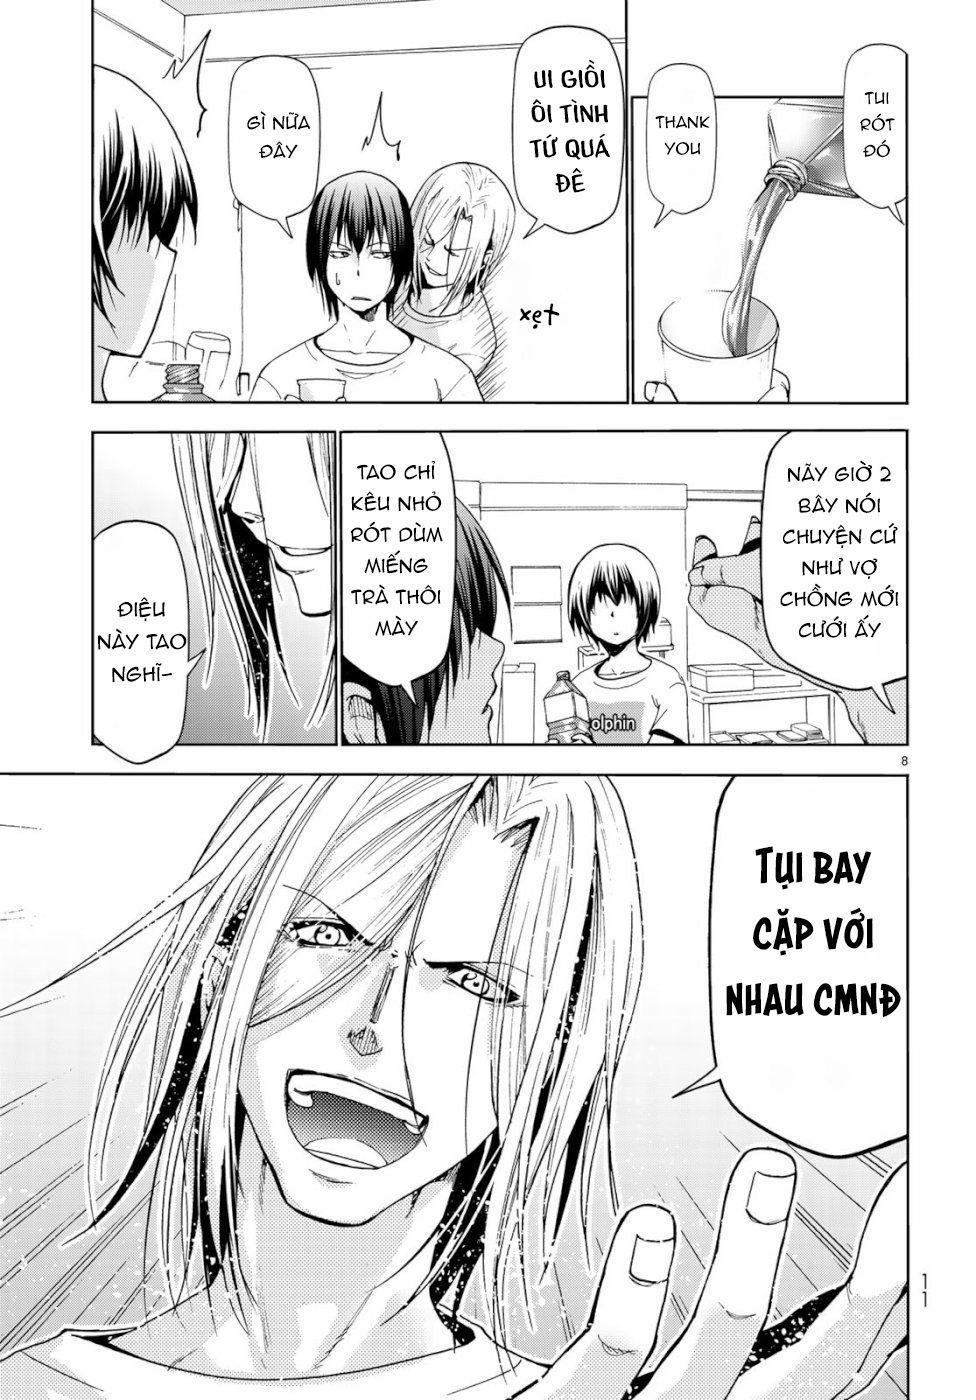 TUI
RÓT
ĐÓ
THANK
YOU
UI GIỒI
ÔI TÌNH
TỨ QUÁ
ĐÊ
xẹt
GÌ NỮA
ĐÂY
NÃY GIỜ 2
BÂY NÓI
CHUYỆN CỨ
NHƯ VỢ
CHỒNG MỚI
CƯỚI ẤY
olphin
TAO CHỈ
KÊU NHỎ
RÓT DÙM
MIẾNG
TRÀ THÔI
MÀY
ĐIỆU
NÀY TAO
NGHĨ-
8
TỤI BAY
CẶP VỚI
NHAU CMNĐ
11